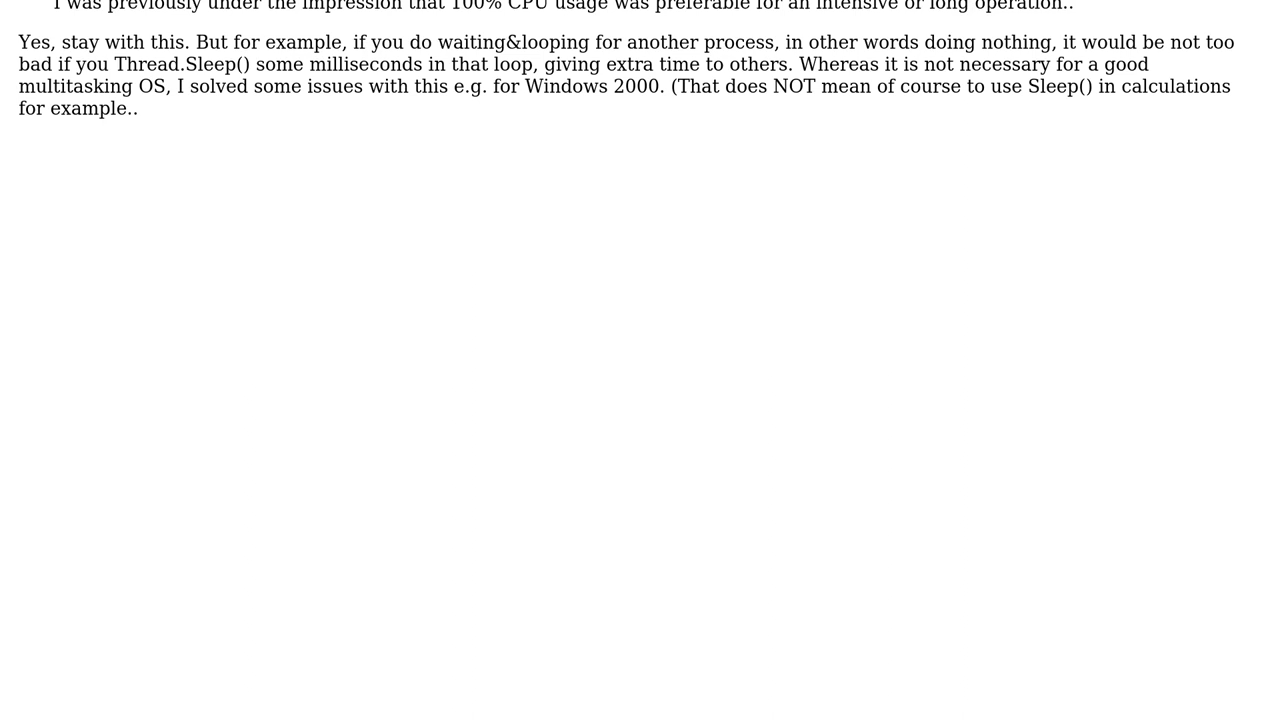 I was previously under the impression that 100% CPU usage was preferable for an intensive or long operation..
Yes, stay with this. But for example, if you do waiting&looping for another process, in other words doing nothing, it would be not too
bad if you Thread.Sleep() some milliseconds in that loop, giving extra time to others. Whereas it is not necessary for a good
multitasking OS, I solved some issues with this e.g. for Windows 2000. (That does NOT mean of course to use Sleep() in calculations
for example..